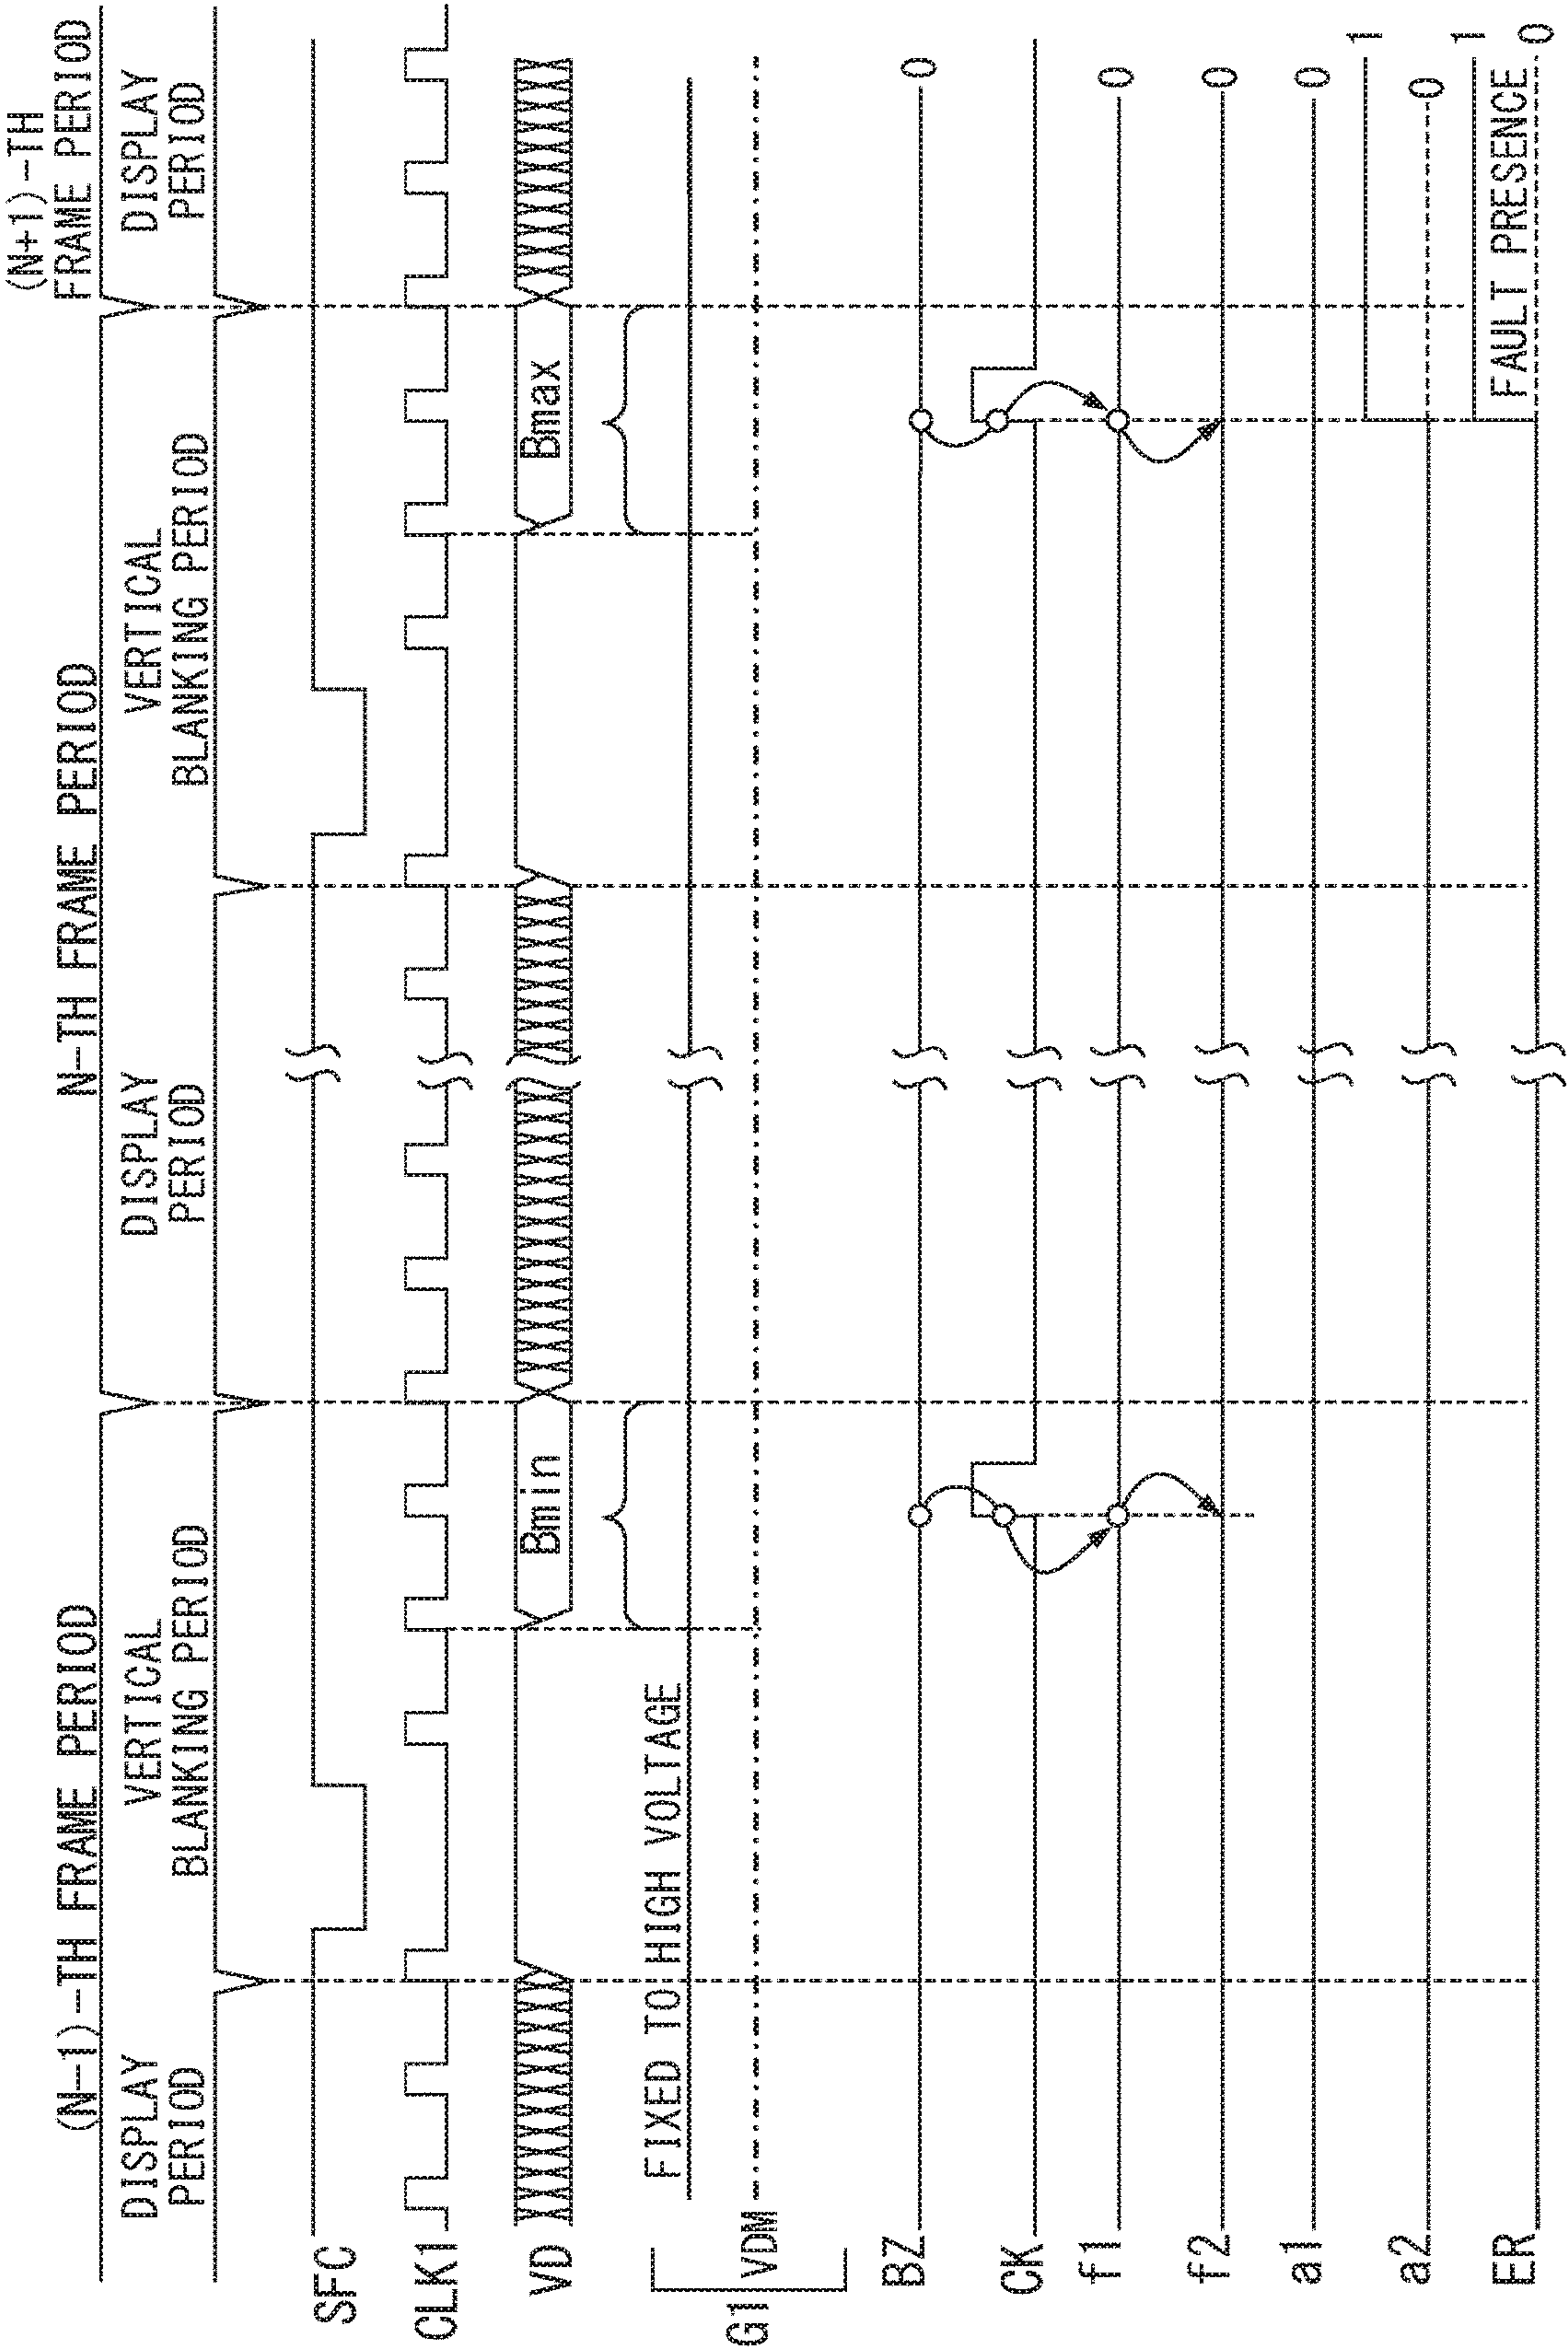 (N-1)-TH FRAME PERIOD
N-TH FRAME PERIOD
(N+1)-TH
FRAME PERIOD
DISPLAY
PERIOD
VERTICAL
BLANKING PERIOD
DISPLAY
PERIOD
VERTICAL
BLANKING PERIOD
DISPLAY
PERIOD
SFC
CLK1
VD
Bmin
Bmax
FIXED TO HIGH VOLTAGE
G1
VDM
BZ
0
CK
f1
0
f2
0
a1
0
1
a2
0
1
FAULT PRESENCE
ER
0